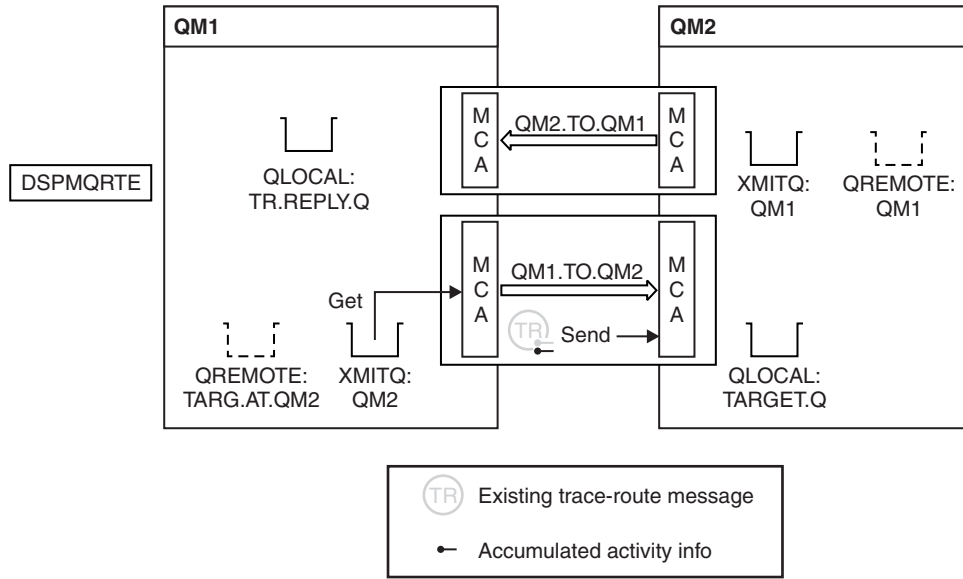 QM1
QM2
DSPMQRTE
QLOCAL:
TR.REPLY.Q
M
C
A
QM2.TO.QM1
M
C
A
XMITQ:
QM1
QREMOTE:
QM1
Get
M
C
A
QM1.TO.QM2
TR
Send
M
C
A
QREMOTE:
TARG.AT.QM2
XMITQ:
QM2
QLOCAL:
TARGET.Q
TR
Existing trace-route message
Accumulated activity info